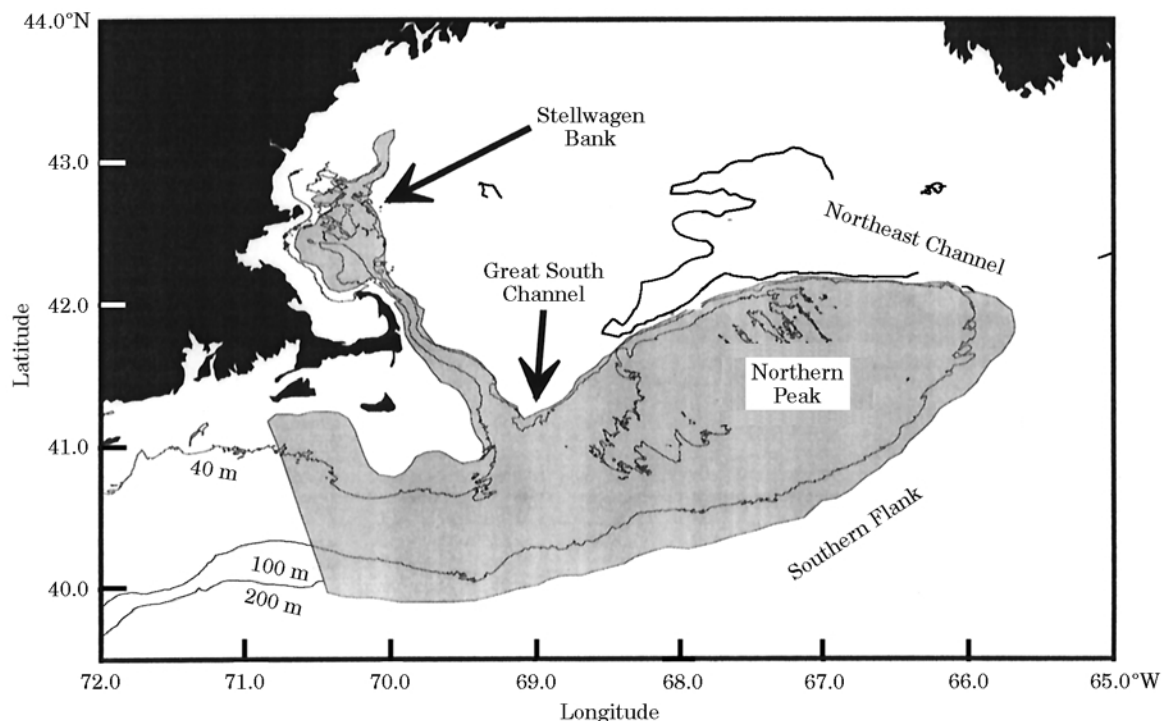 44.0°N
43.0
42.0
41.0
40.0
Latitude
Stellwagen
Bank
Great South
Channel
Northeast Channel
Northern
Peak
Southern Flank
40 m
100 m
200 m
72.0
71.0
70.0
69.0
68.0
67.0
66.0
65.0°W
Longitude